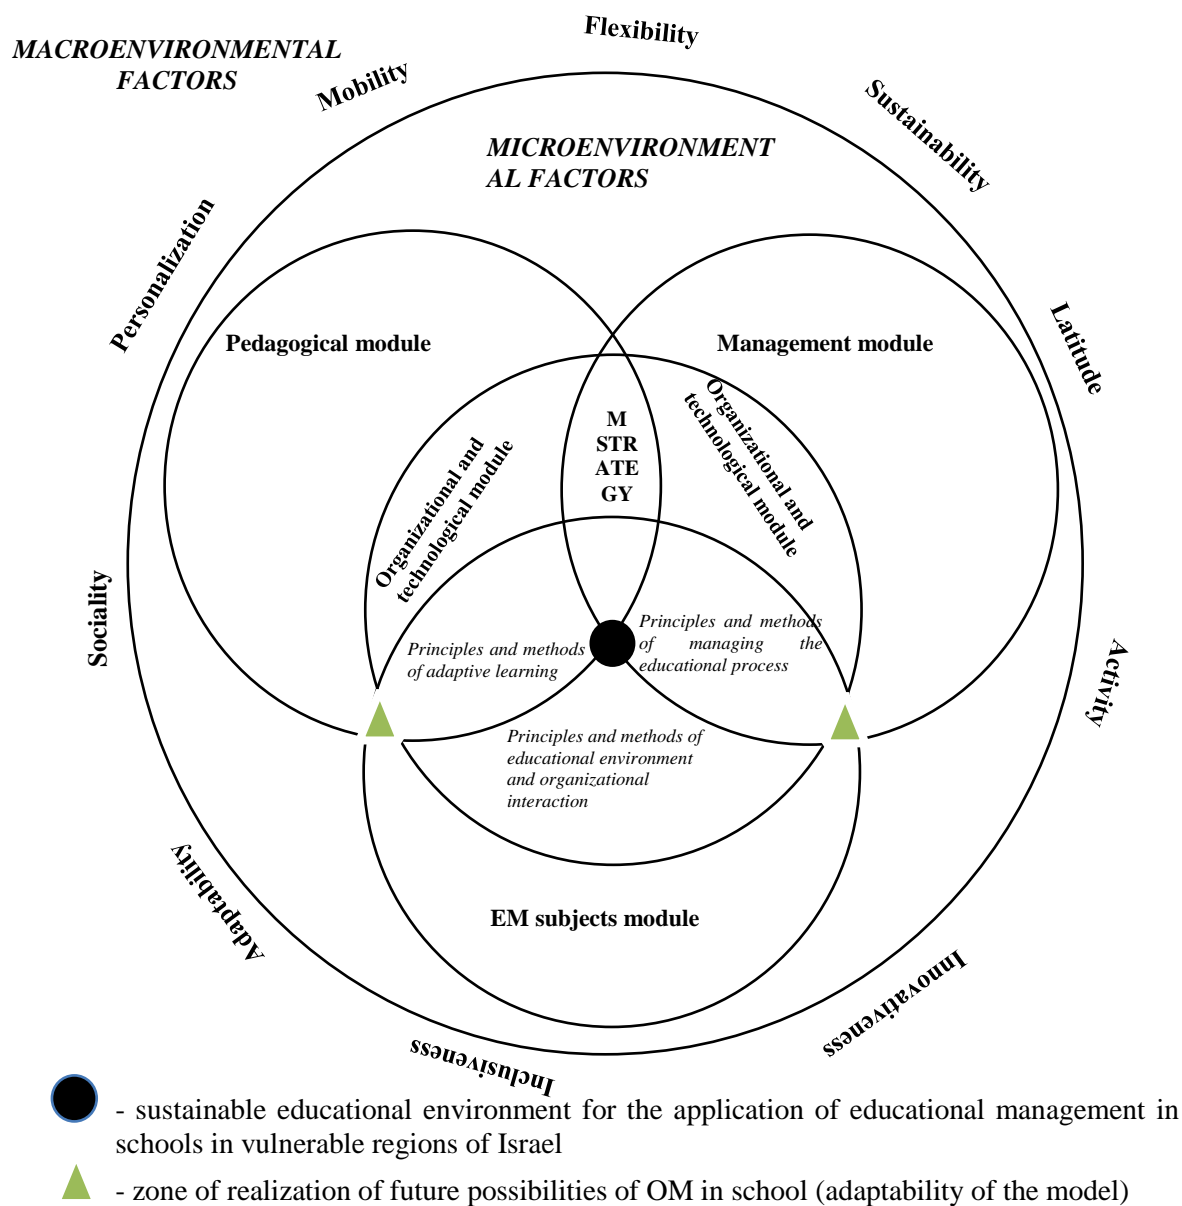 Flexibility
MACROENVIRONMENTAL
FACTORS
Mobility
Sustainability
MICROENVIRONMENT
AL FACTORS
Personalization
Latitude
Pedagogical module
Management module
M
STR
ATE
GY
Organizational and
technological module
Organizational and
technological module
Sociality
Principles and methods
of adaptive learning
Principles and methods
of managing the
educational process
Activity
Principles and methods of
educational environment
and organizational
interaction
Adaptability
EM subjects module
Innovativeness
Inclusiveness
- sustainable educational environment for the application of educational management in
schools in vulnerable regions of Israel
- zone of realization of future possibilities of OM in school (adaptability of the model)